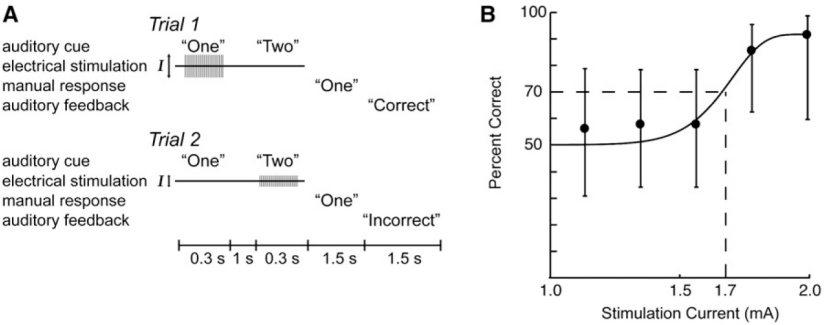 A
Trial 1
auditory cue “One” “Two”
electrical stimulation I
manual response “One”
auditory feedback “Correct”
Trial 2
auditory cue “One” “Two”
electrical stimulation I
manual response “One”
auditory feedback “Incorrect”
0.3 s 1 s 0.3 s 1.5 s 1.5 s
B
100
70
50
Percent Correct
1.0 1.5 1.7 2.0
Stimulation Current (mA)